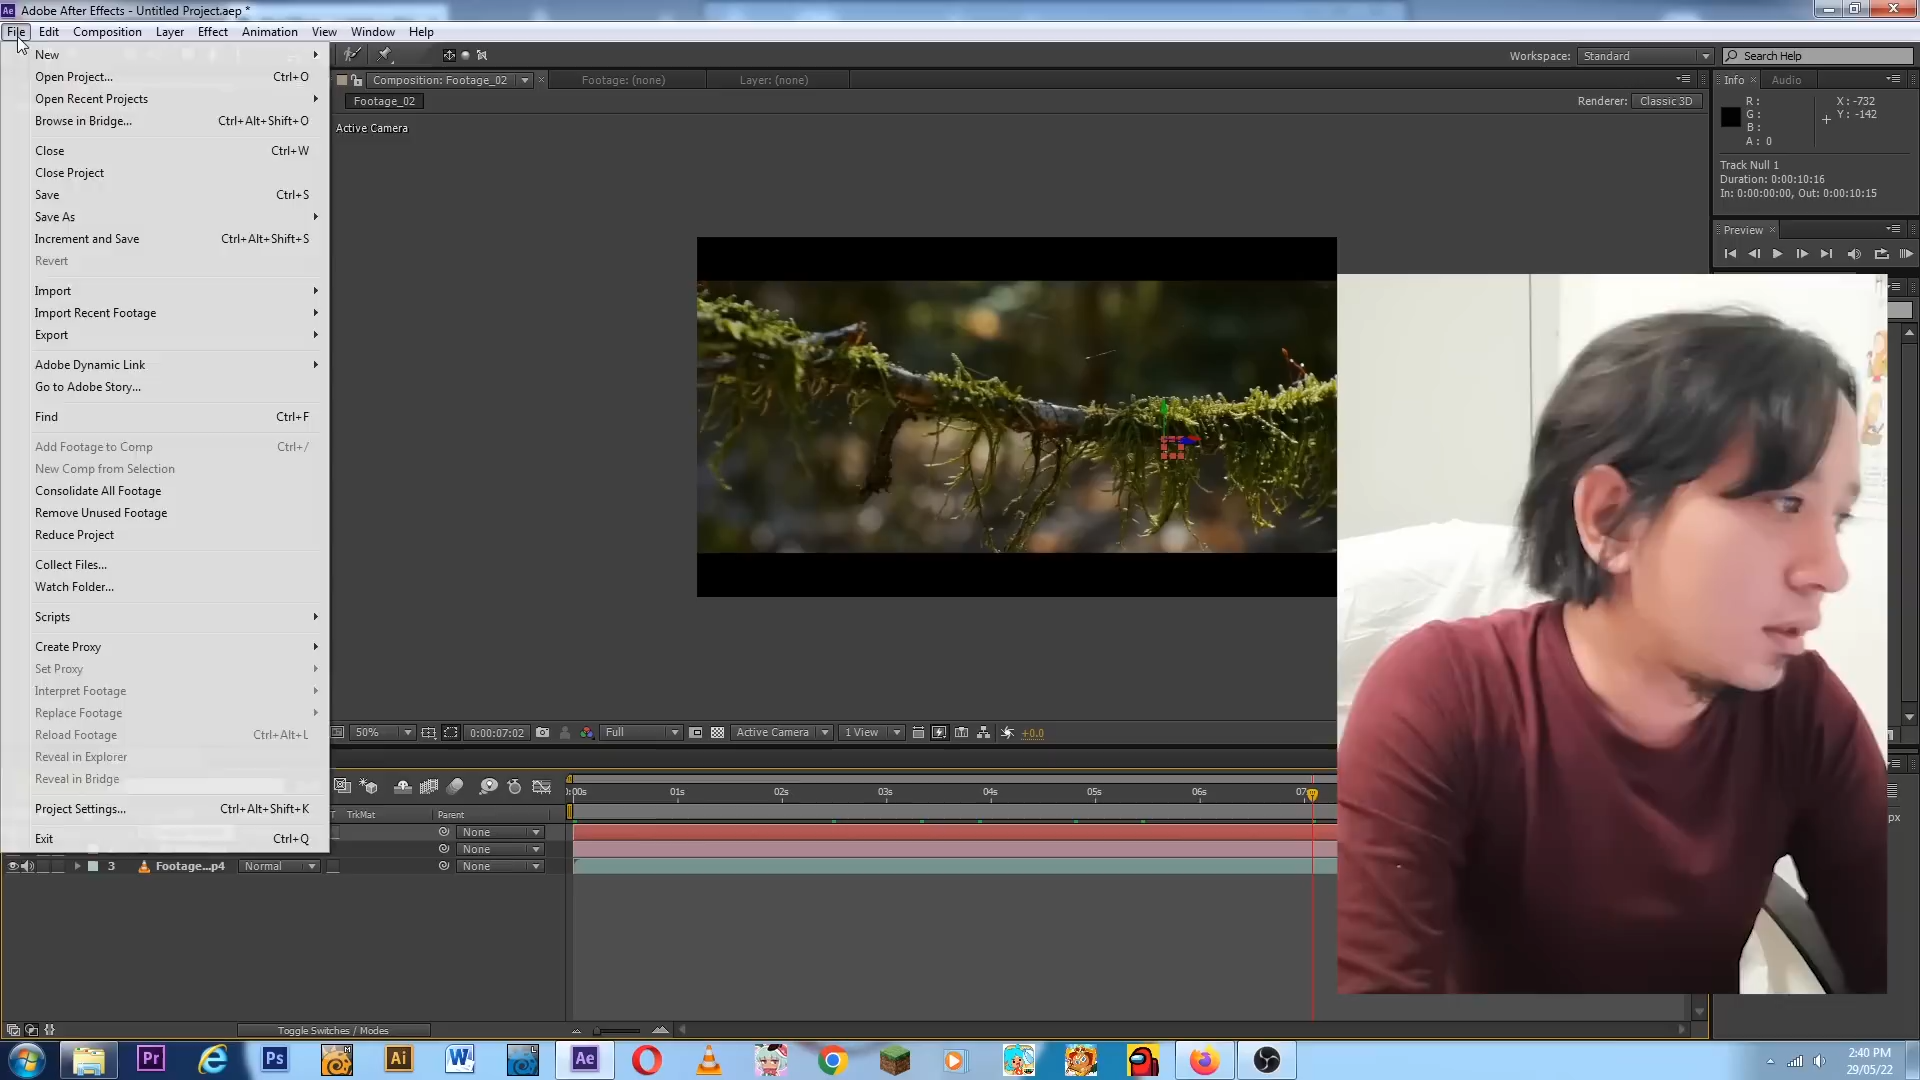 Adobe After Effects - Untitled Project.aep *
File Edit Composition Layer Effect Animation View Window Help
New
Open Project... Ctrl+O
Open Recent Projects
Browse in Bridge... Ctrl+Alt+Shift+O
Close Ctrl+W
Close Project
Save Ctrl+S
Save As
Increment and Save Ctrl+Alt+Shift+S
Revert
Import
Import Recent Footage
Export
Adobe Dynamic Link
Go to Adobe Story...
Find Ctrl+F
Add Footage to Comp Ctrl+/
New Comp from Selection
Consolidate All Footage
Remove Unused Footage
Reduce Project
Collect Files...
Watch Folder...
Scripts
Create Proxy
Set Proxy
Interpret Footage
Replace Footage
Reload Footage Ctrl+Alt+L
Reveal in Explorer
Reveal in Bridge
Project Settings... Ctrl+Alt+Shift+K
Exit Ctrl+Q
Workspace: Standard Search Help
Composition: Footage_02 Footage: (none) Layer: (none)
Footage_02 Renderer: Classic 3D
Active Camera
Info Audio
R: X: -732
G: Y: -142
B:
A: 0
Track Null 1
Duration: 0:00:10:16
In: 0:00:00:00, Out: 0:00:10:15
Preview
50% 0:00:07:02 Full Active Camera 1 View +0.0
):00s 01s 02s 03s 04s 05s 06s 07
T TrkMat Parent
None
None
3 Footage...p4 Normal None
px
Toggle Switches / Modes
Pr Ps Ai W Ae
2:40 PM
29/05/22